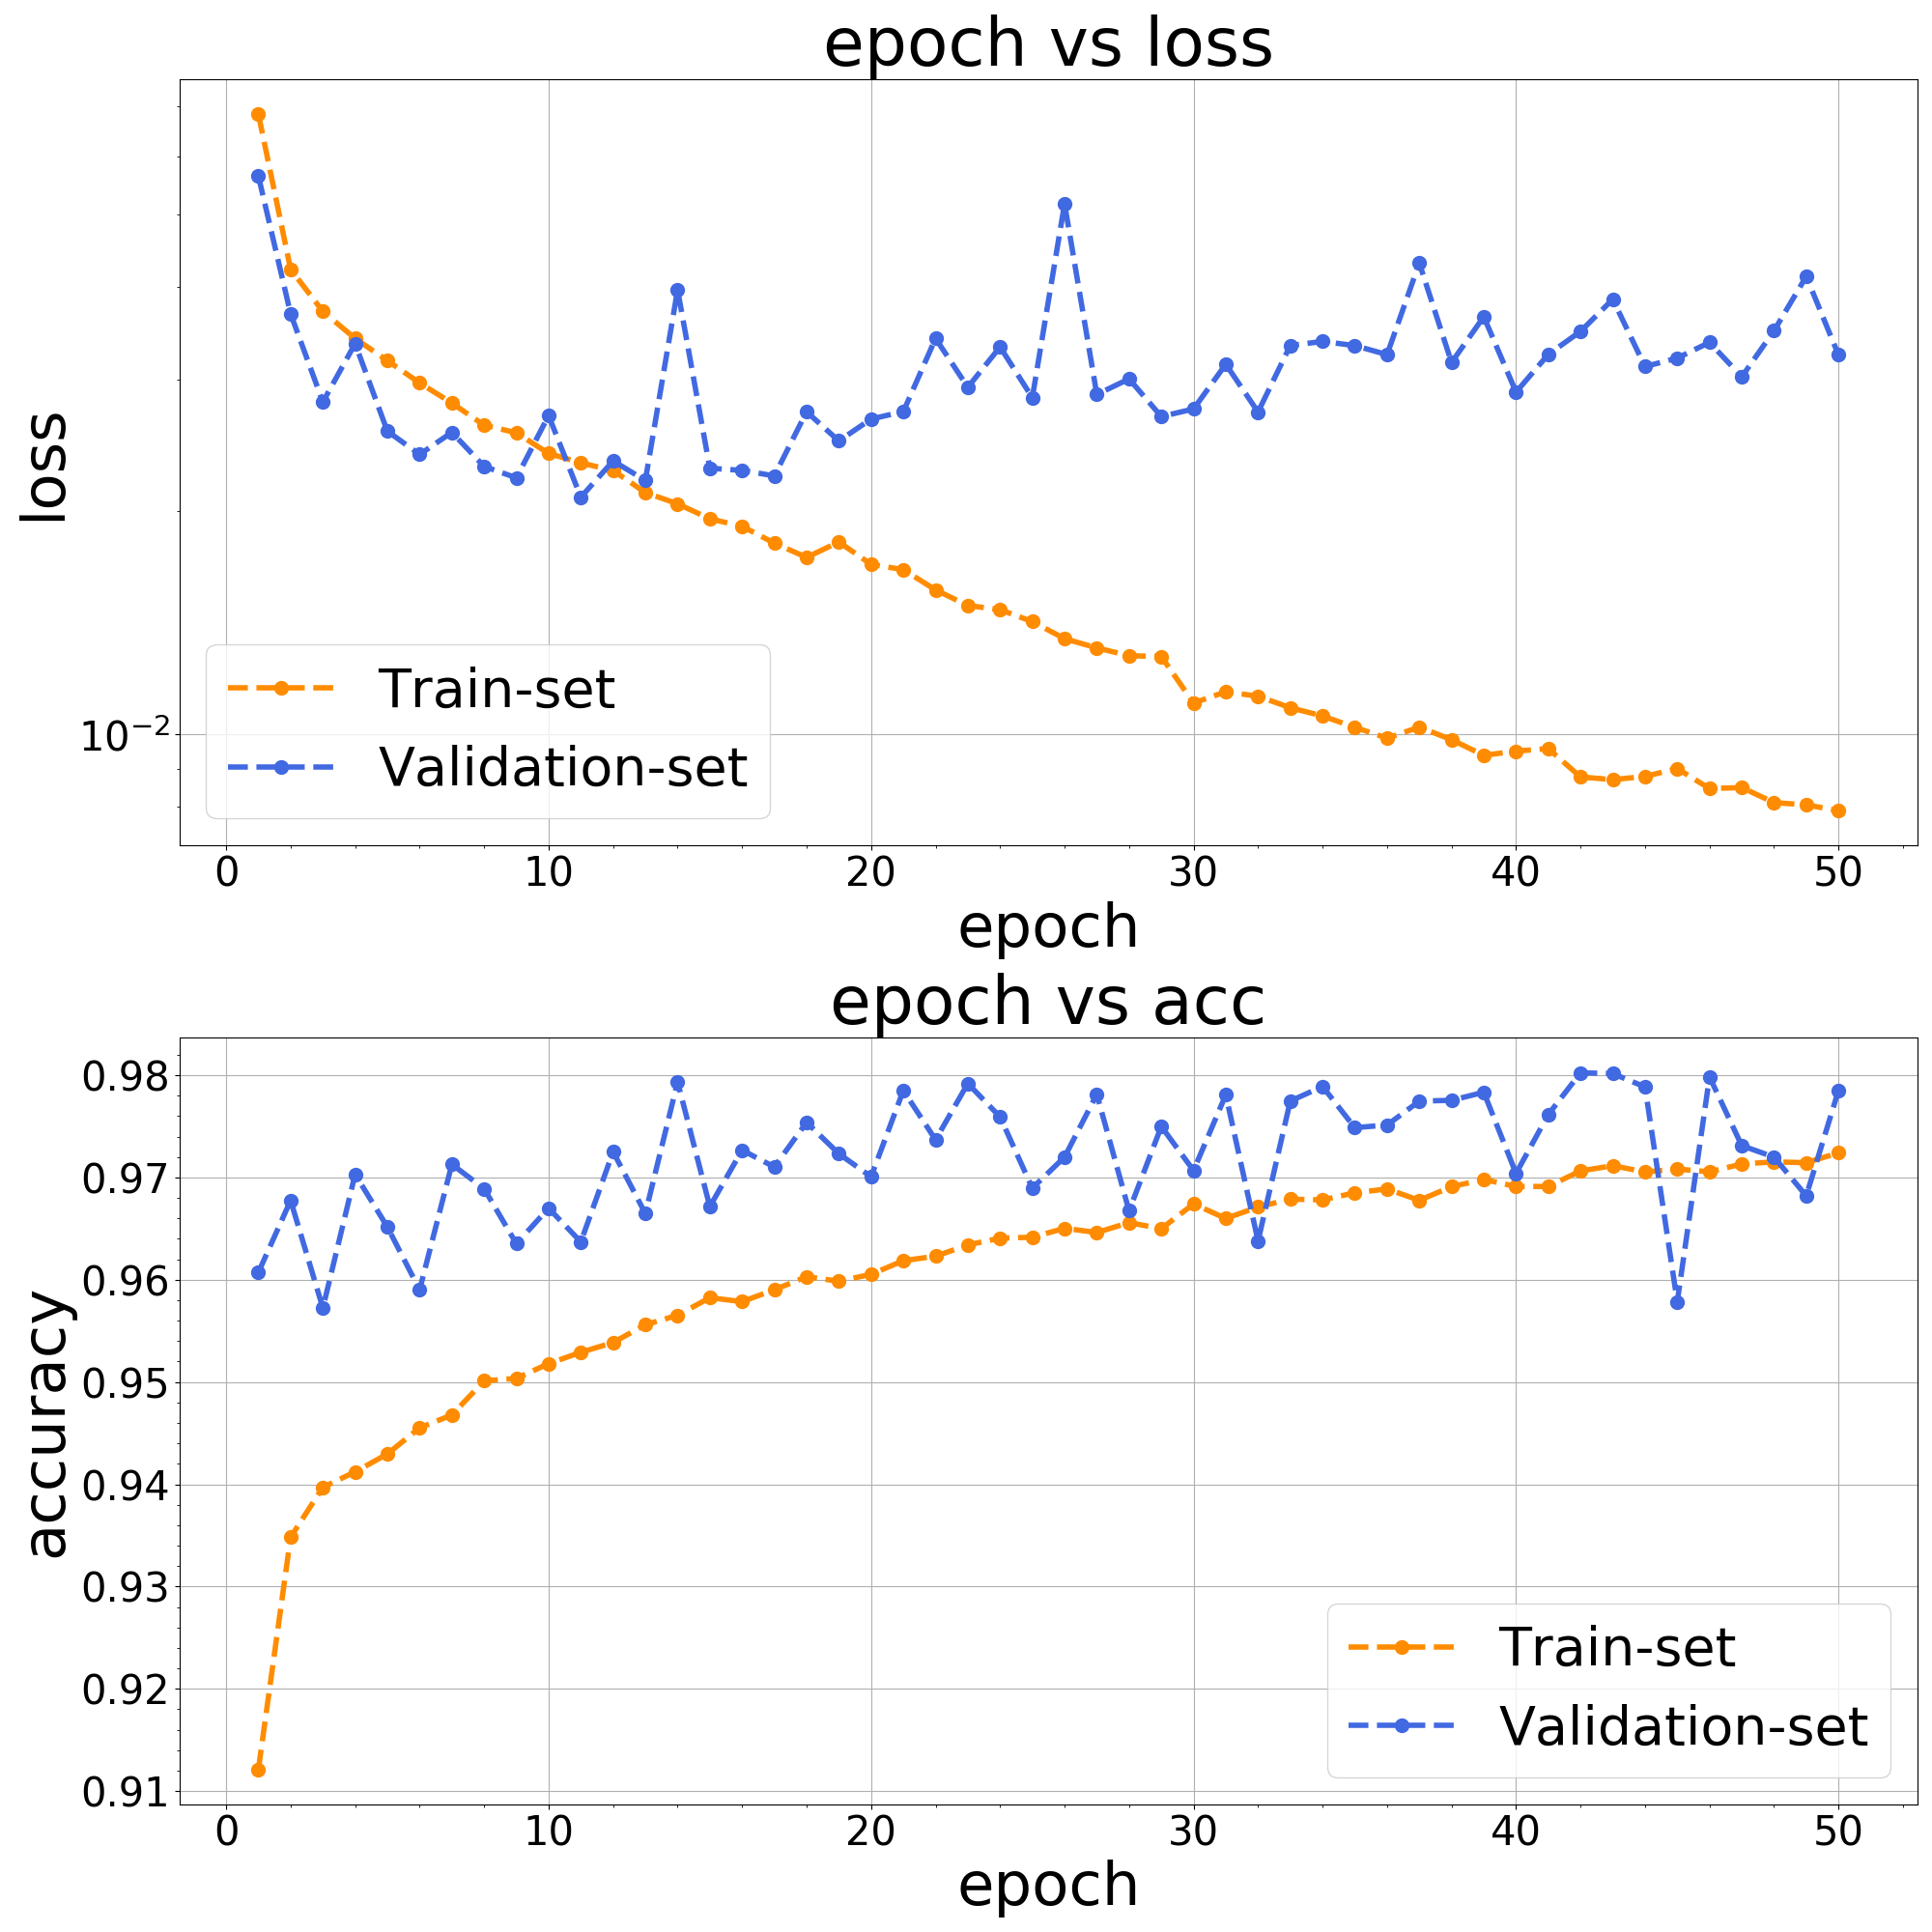 epoch vs loss
loss
10⁻²
Train-set
Validation-set
0 10 20 30 40 50
epoch
epoch vs acc
accuracy
0.98
0.97
0.96
0.95
0.94
0.93
0.92
0.91
Train-set
Validation-set
0 10 20 30 40 50
epoch